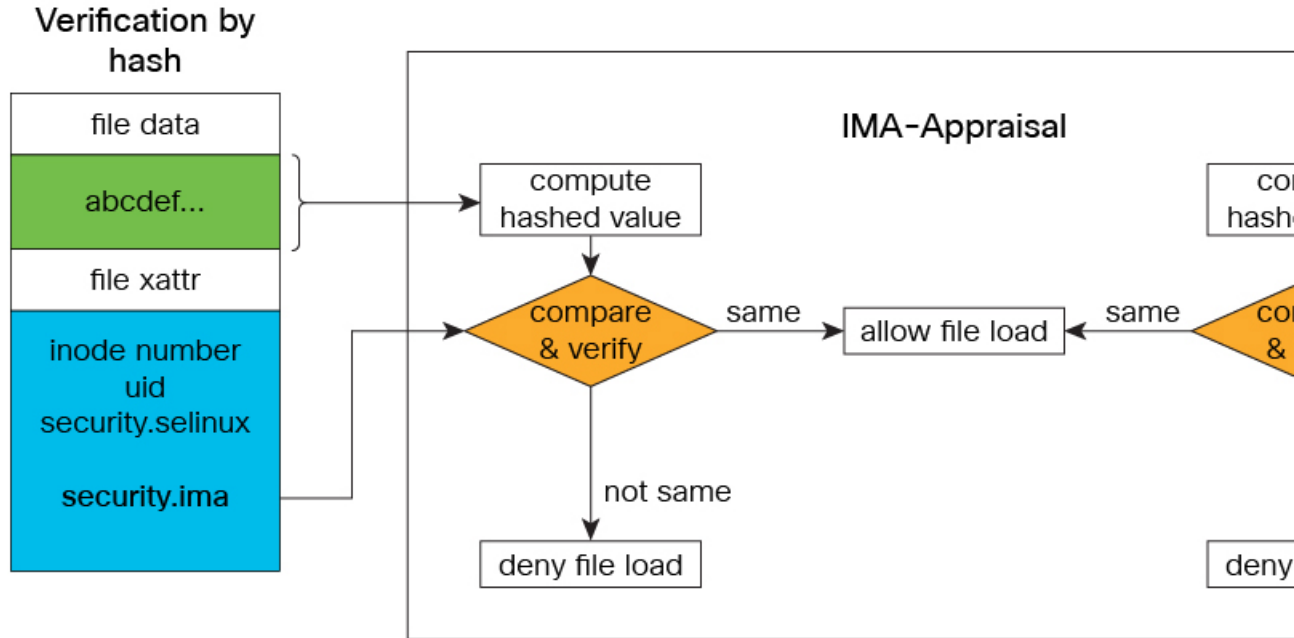 Verification by
hash
file data
abcdef...
file xattr
inode number
uid
security.selinux
security.ima
IMA-Appraisal
compute
hashed value
compare
& verify
same
allow file load
same
not same
deny file load
&
deny